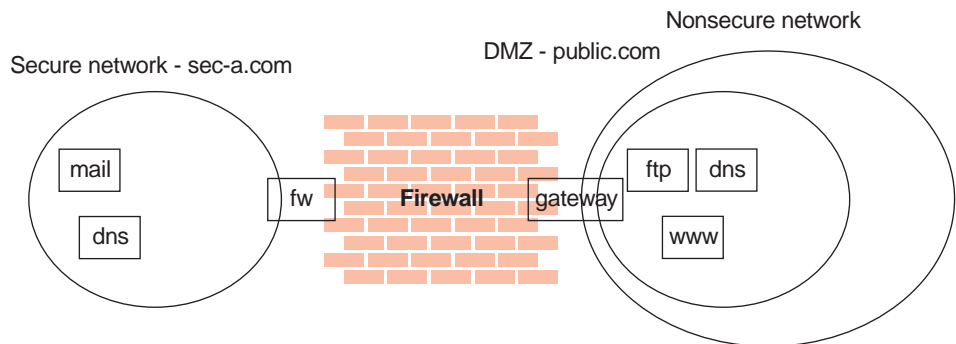 Nonsecure network
DMZ - public.com
Secure network - sec-a.com
mail
dns
fw
Firewall
gateway
ftp
dns
www